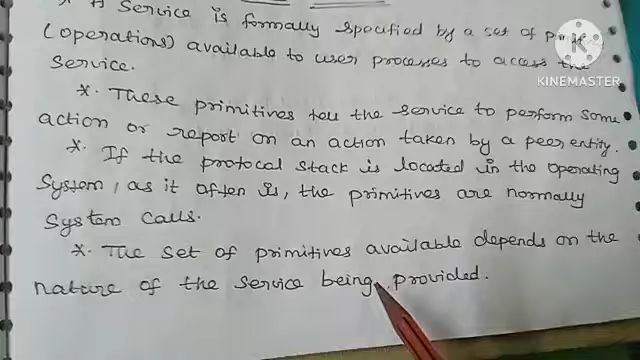 * A Service is formally specified by a set of
(operations) available to user processes to access the
service.
*. These primitives tell the service to perform some
action or report on an action taken by a peer entity.
*. If the protocal stack is located in the operating
System, as it often is, the primitives are normally
System calls.
*. The set of primitives available depends on the
nature of the service being provided.
KINEMASTER